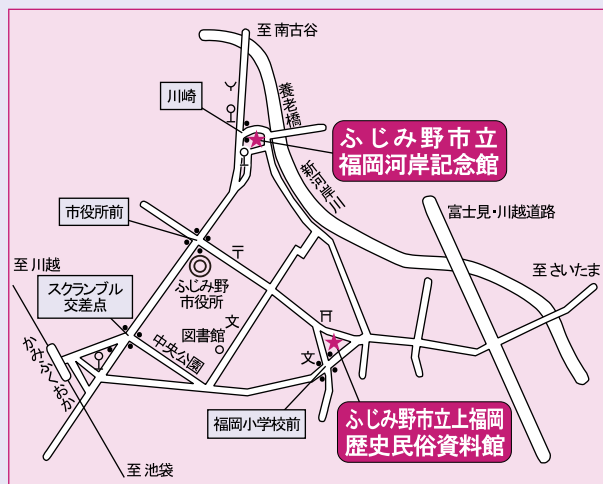 至 南古谷
養老橋
川崎
ふじみ野市立
福岡河岸記念館
新河岸川
富士見・川越道路
市役所前
至 川越
至 さいたま
ふじみ野
市役所
スクランブル
交差点
文
図書館
中央公園
かみふくおか
文
福岡小学校前
ふじみ野市立上福岡
歴史民俗資料館
至 池袋